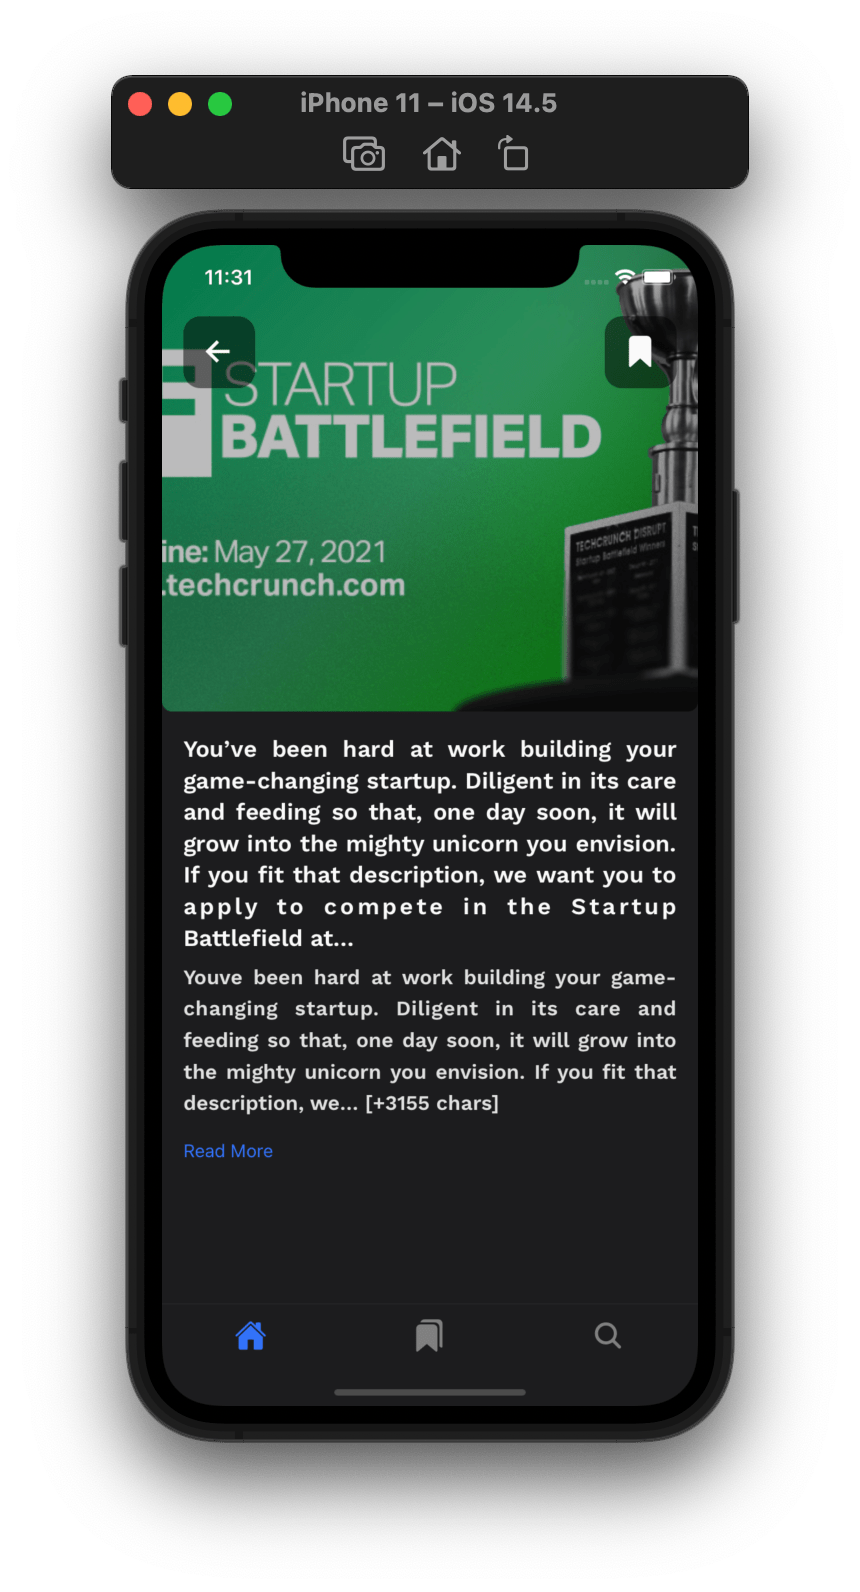 iPhone 11 – iOS 14.5
11:31
STARTUP
BATTLEFIELD
ine: May 27, 2021
.techcrunch.com
TECHCRUNCH DISRUPT
Startup Battlefield Winners
You’ve been hard at work building your
game-changing startup. Diligent in its care
and feeding so that, one day soon, it will
grow into the mighty unicorn you envision.
If you fit that description, we want you to
apply to compete in the Startup
Battlefield at...
Youve been hard at work building your game-
changing startup. Diligent in its care and
feeding so that, one day soon, it will grow into
the mighty unicorn you envision. If you fit that
description, we... [+3155 chars]
Read More